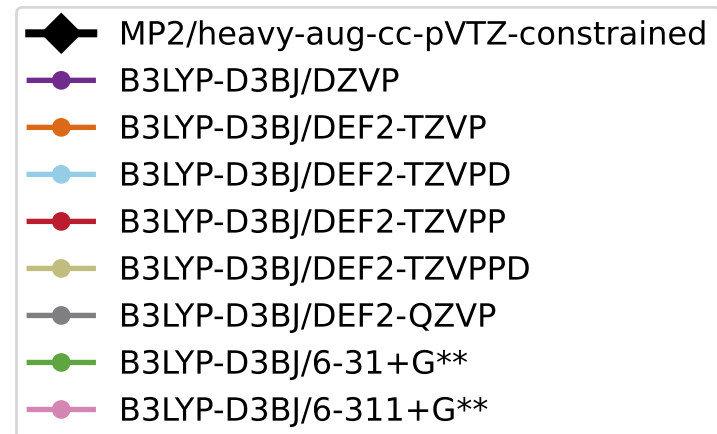 MP2/heavy-aug-cc-pVTZ-constrained
B3LYP-D3BJ/DZVP
B3LYP-D3BJ/DEF2-TZVP
B3LYP-D3BJ/DEF2-TZVPD
B3LYP-D3BJ/DEF2-TZVPP
B3LYP-D3BJ/DEF2-TZVPPD
B3LYP-D3BJ/DEF2-QZVP
B3LYP-D3BJ/6-31+G**
B3LYP-D3BJ/6-311+G**